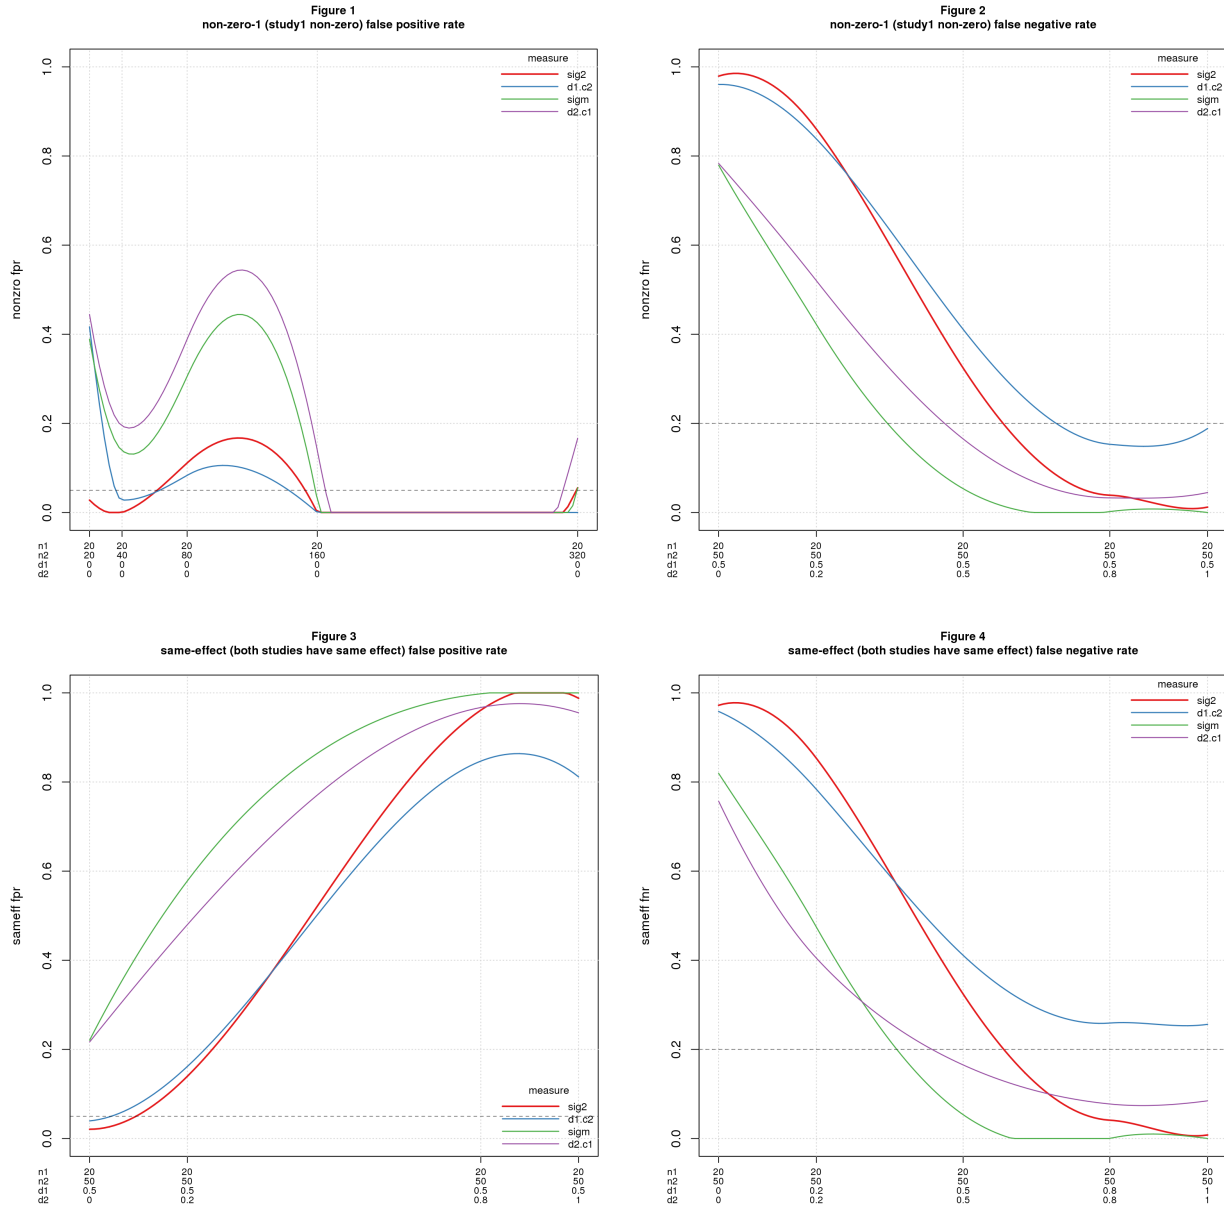 Figure 1
non-zero-1 (study1 non-zero) false positive rate
nonzro fpr
0.0 0.2 0.4 0.6 0.8 1.0
measure
sig2
d1.c2
sigm
d2.c1
n1 20 20 20 20 20
n2 20 40 80 160 320
d1 0 0 0 0 0
d2 0 0 0 0 0
Figure 2
non-zero-1 (study1 non-zero) false negative rate
nonzro fnr
0.0 0.2 0.4 0.6 0.8 1.0
measure
sig2
d1.c2
sigm
d2.c1
n1 20 20 20 20 20
n2 50 50 50 50 50
d1 0.5 0.5 0.5 0.5 0.5
d2 0 0.2 0.5 0.8 1
Figure 3
same-effect (both studies have same effect) false positive rate
sameff fpr
0.0 0.2 0.4 0.6 0.8 1.0
measure
sig2
d1.c2
sigm
d2.c1
n1 20 20 20 20
n2 50 50 50 50
d1 0.5 0.5 0.5 0.5
d2 0 0.2 0.8 1
Figure 4
same-effect (both studies have same effect) false negative rate
sameff fnr
0.0 0.2 0.4 0.6 0.8 1.0
measure
sig2
d1.c2
sigm
d2.c1
n1 20 20 20 20 20
n2 50 50 50 50 50
d1 0 0.2 0.5 0.8 1
d2 0 0.2 0.5 0.8 1